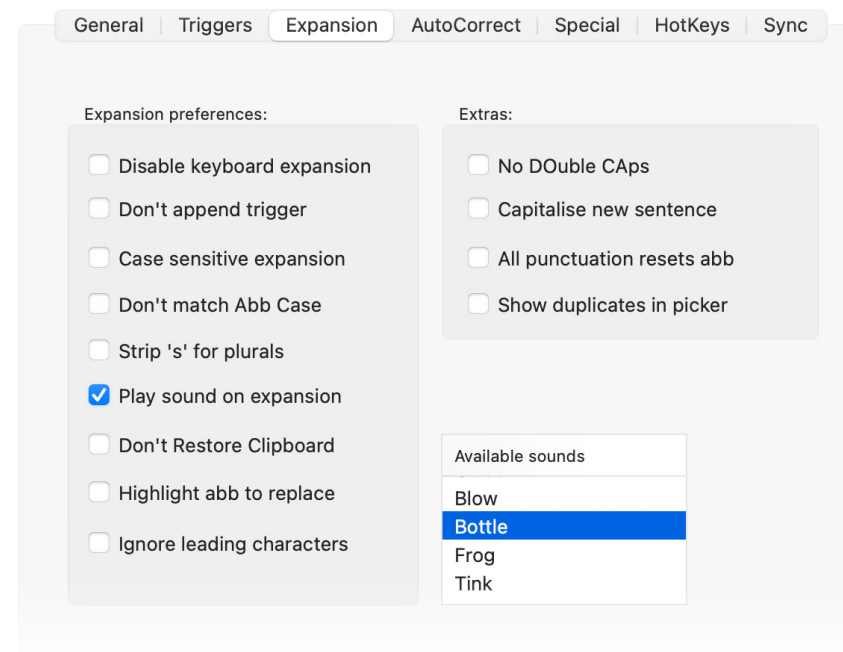 General Triggers Expansion AutoCorrect Special HotKeys Sync
Expansion preferences:
Disable keyboard expansion
Don't append trigger
Case sensitive expansion
Don't match Abb Case
Strip 's' for plurals
Play sound on expansion
Don't Restore Clipboard
Highlight abb to replace
Ignore leading characters
Extras:
No DOuble CAps
Capitalise new sentence
All punctuation resets abb
Show duplicates in picker
Available sounds
Blow
Bottle
Frog
Tink